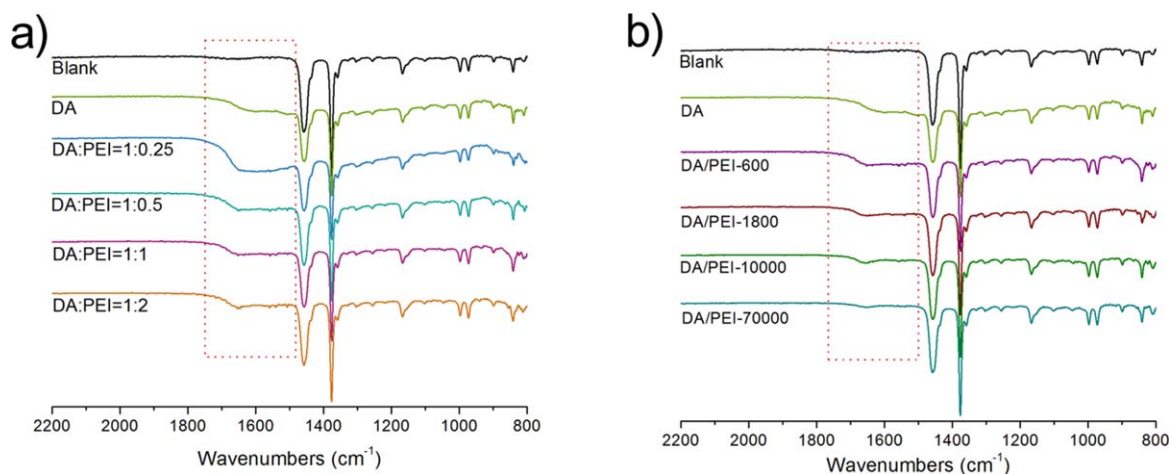 a)
Blank
DA
DA:PEI=1:0.25
DA:PEI=1:0.5
DA:PEI=1:1
DA:PEI=1:2
2200 2000 1800 1600 1400 1200 1000 800
Wavenumbers (cm-1)
b)
Blank
DA
DA/PEI-600
DA/PEI-1800
DA/PEI-10000
DA/PEI-70000
2200 2000 1800 1600 1400 1200 1000 800
Wavenumbers (cm-1)